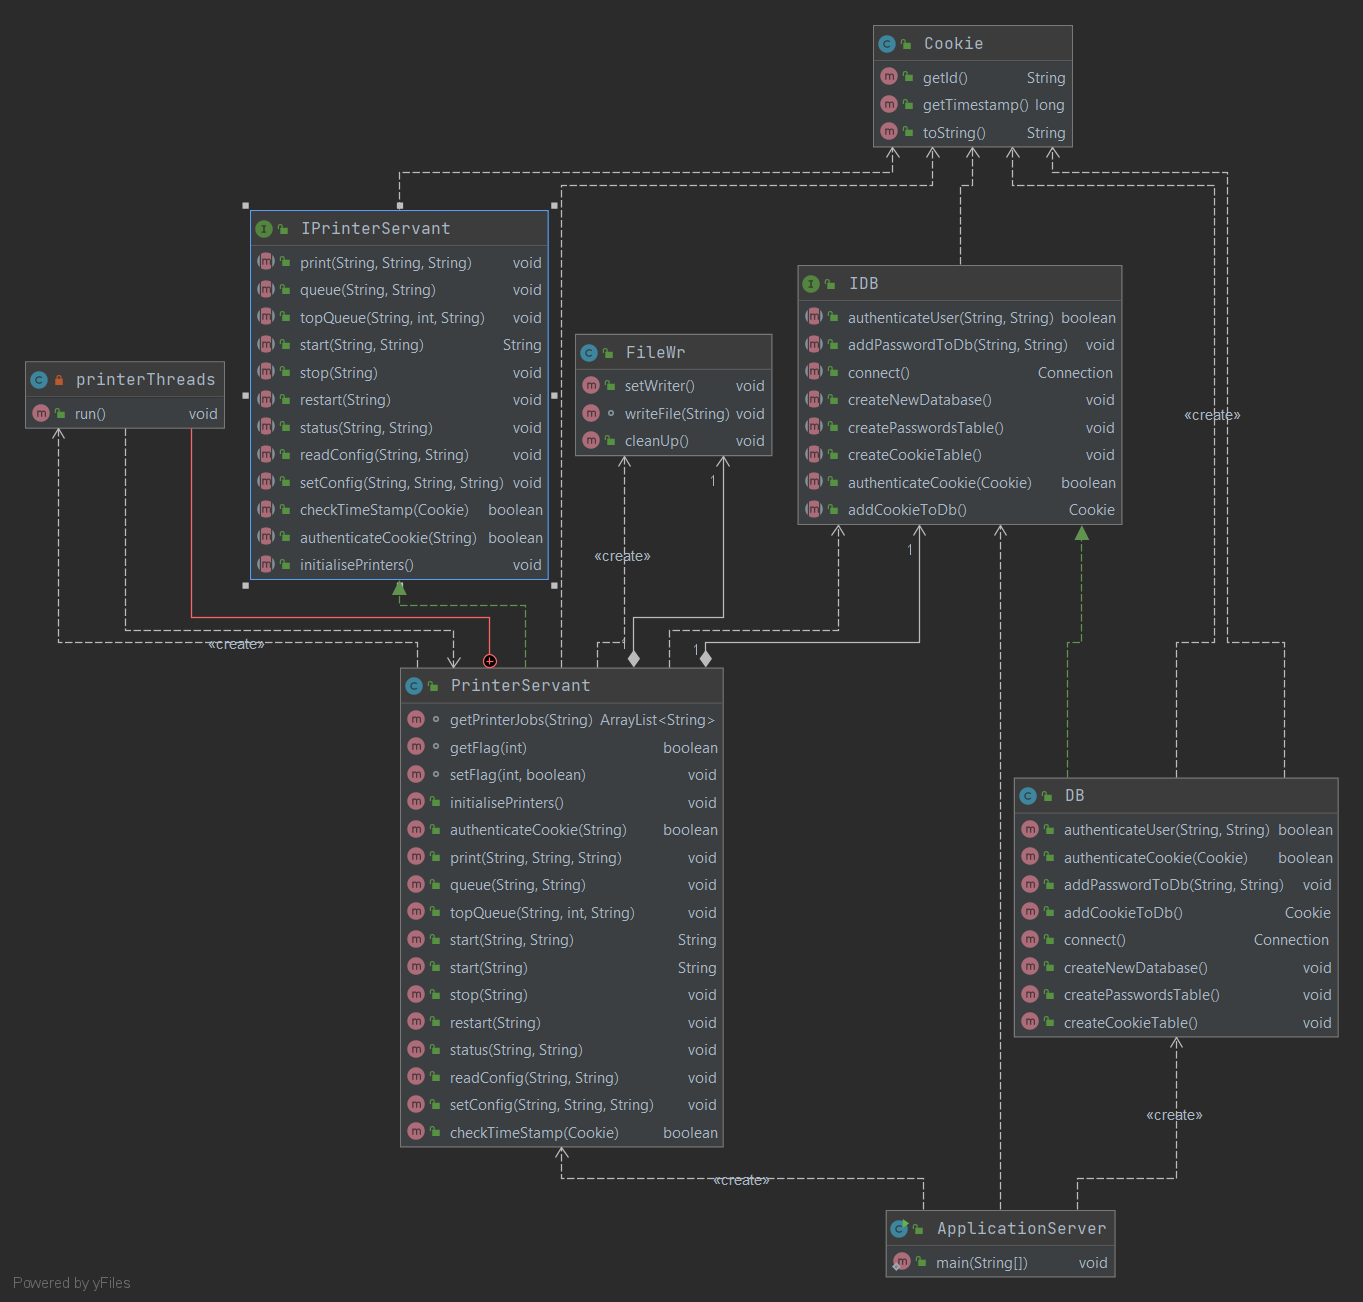 Cookie
getId() String
getTimestamp() long
toString() String
IPrinterServant
print(String, String, String) void
queue(String, String) void
topQueue(String, int, String) void
start(String, String) String
stop(String) void
restart(String) void
status(String, String) void
readConfig(String, String) void
setConfig(String, String, String) void
checkTimeStamp(Cookie) boolean
authenticateCookie(String) boolean
initialisePrinters() void
IDB
authenticateUser(String, String) boolean
addPasswordToDb(String, String) void
connect() Connection
createNewDatabase() void
createPasswordsTable() void
createCookieTable() void
authenticateCookie(Cookie) boolean
addCookieToDb() Cookie
FileWr
setWriter() void
writeFile(String) void
cleanUp() void
printerThreads
run() void
«create»
1
1
«create»
«create»
1
1
PrinterServant
getPrinterJobs(String) ArrayList<String>
getFlag(int) boolean
setFlag(int, boolean) void
initialisePrinters() void
authenticateCookie(String) boolean
print(String, String, String) void
queue(String, String) void
topQueue(String, int, String) void
start(String, String) String
start(String) String
stop(String) void
restart(String) void
status(String, String) void
readConfig(String, String) void
setConfig(String, String, String) void
checkTimeStamp(Cookie) boolean
DB
authenticateUser(String, String) boolean
authenticateCookie(Cookie) boolean
addPasswordToDb(String, String) void
addCookieToDb() Cookie
connect() Connection
createNewDatabase() void
createPasswordsTable() void
createCookieTable() void
«create»
«create»
ApplicationServer
main(String[]) void
Powered by yFiles